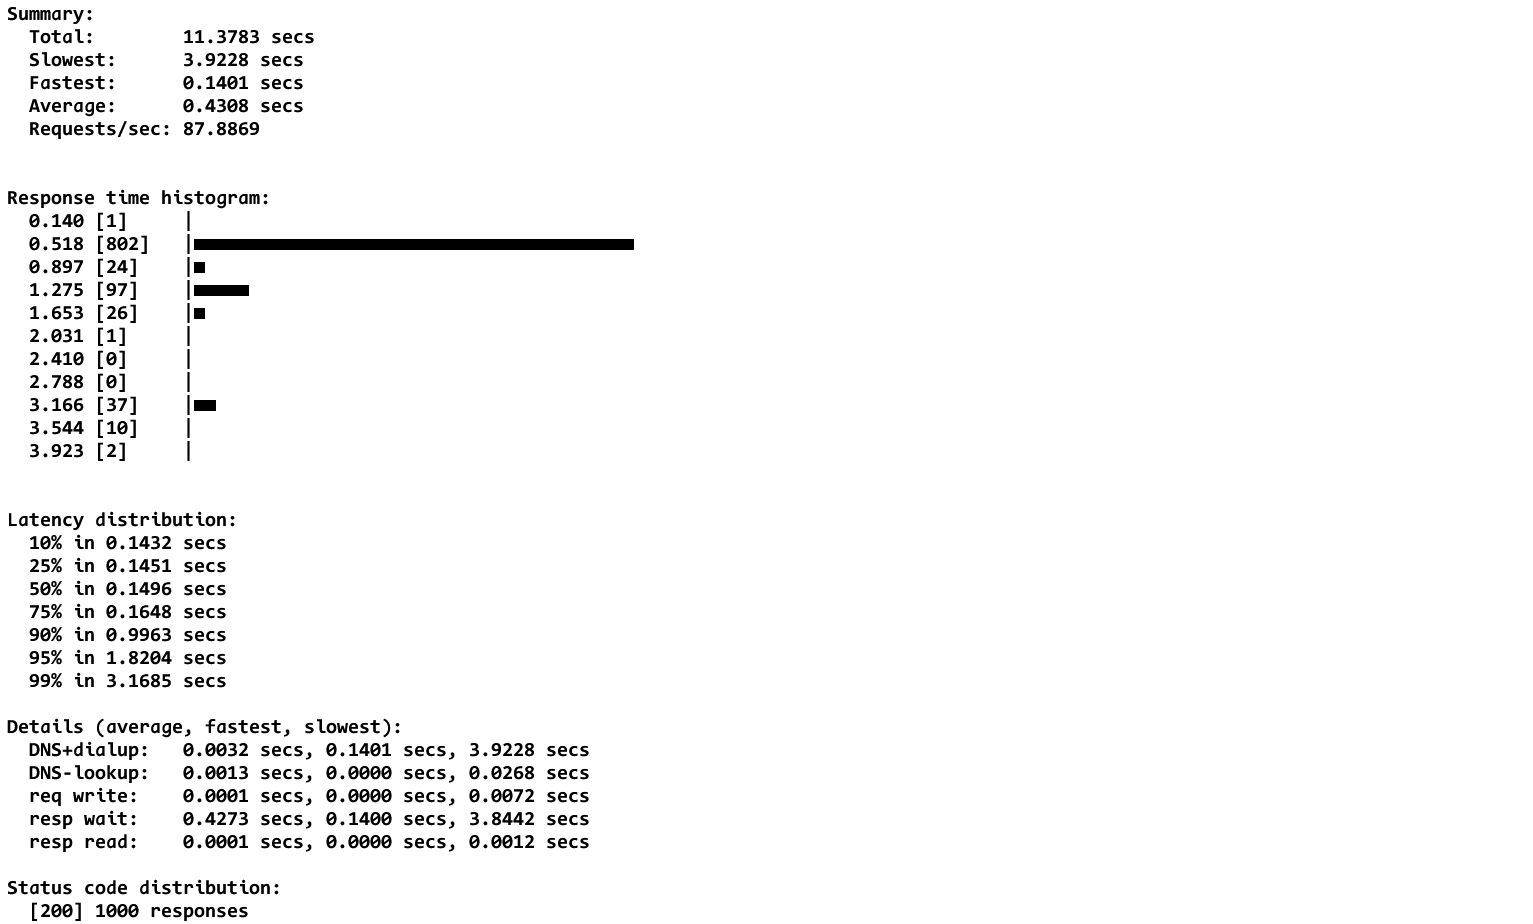 Summary:
  Total:        11.3783 secs
  Slowest:      3.9228 secs
  Fastest:      0.1401 secs
  Average:      0.4308 secs
  Requests/sec: 87.8869
Response time histogram:
  0.140 [1]     |
  0.518 [802]   |
  0.897 [24]    |
  1.275 [97]    |
  1.653 [26]    |
  2.031 [1]     |
  2.410 [0]     |
  2.788 [0]     |
  3.166 [37]    |
  3.544 [10]    |
  3.923 [2]     |
Latency distribution:
  10% in 0.1432 secs
  25% in 0.1451 secs
  50% in 0.1496 secs
  75% in 0.1648 secs
  90% in 0.9963 secs
  95% in 1.8204 secs
  99% in 3.1685 secs
Details (average, fastest, slowest):
  DNS+dialup:   0.0032 secs, 0.1401 secs, 3.9228 secs
  DNS-lookup:   0.0013 secs, 0.0000 secs, 0.0268 secs
  req write:    0.0001 secs, 0.0000 secs, 0.0072 secs
  resp wait:    0.4273 secs, 0.1400 secs, 3.8442 secs
  resp read:    0.0001 secs, 0.0000 secs, 0.0012 secs
Status code distribution:
  [200] 1000 responses